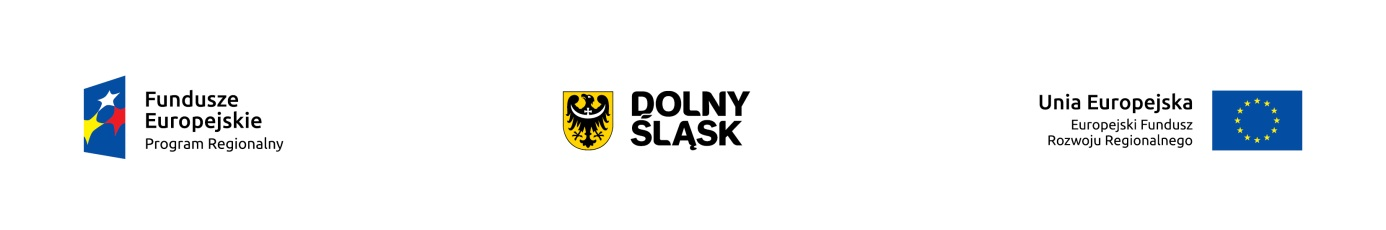 Fundusze
Europejskie
Program Regionalny
DOLNY
ŚLĄSK
Unia Europejska
Europejski Fundusz
Rozwoju Regionalnego